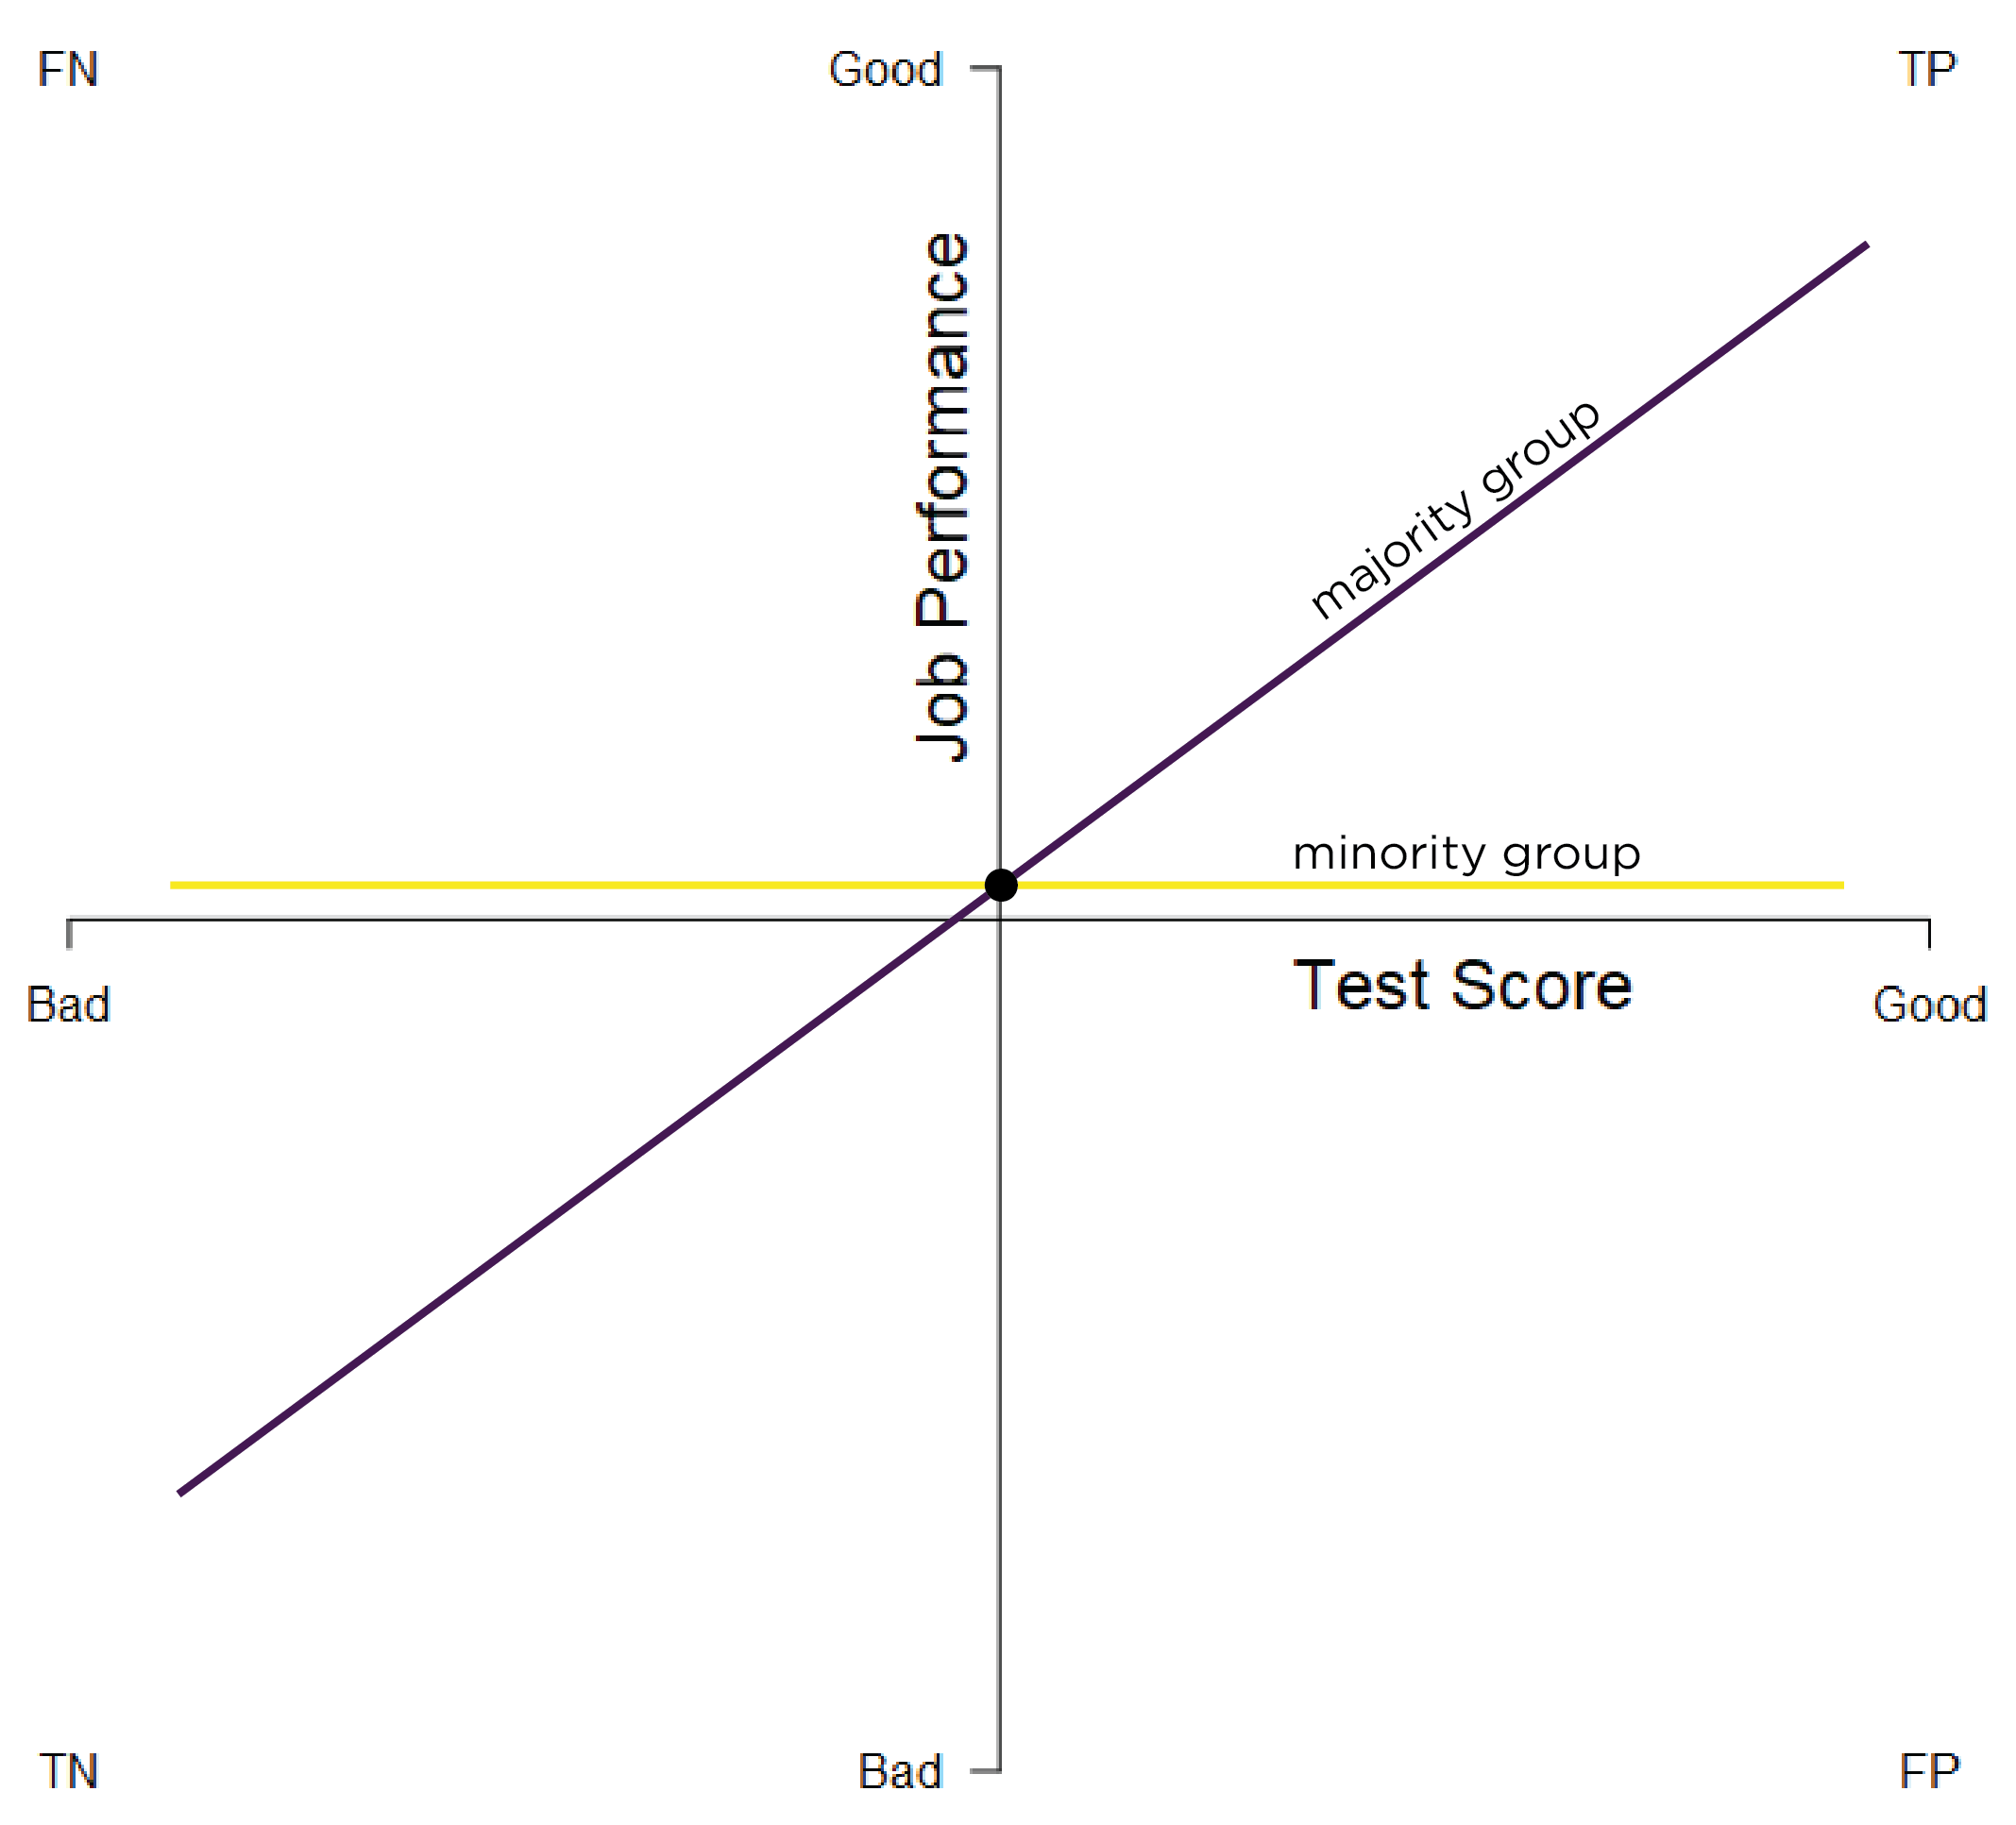 FN
Good
TP
Job Performance
majority group
minority group
Bad
Test Score
Good
TN
Bad
FP